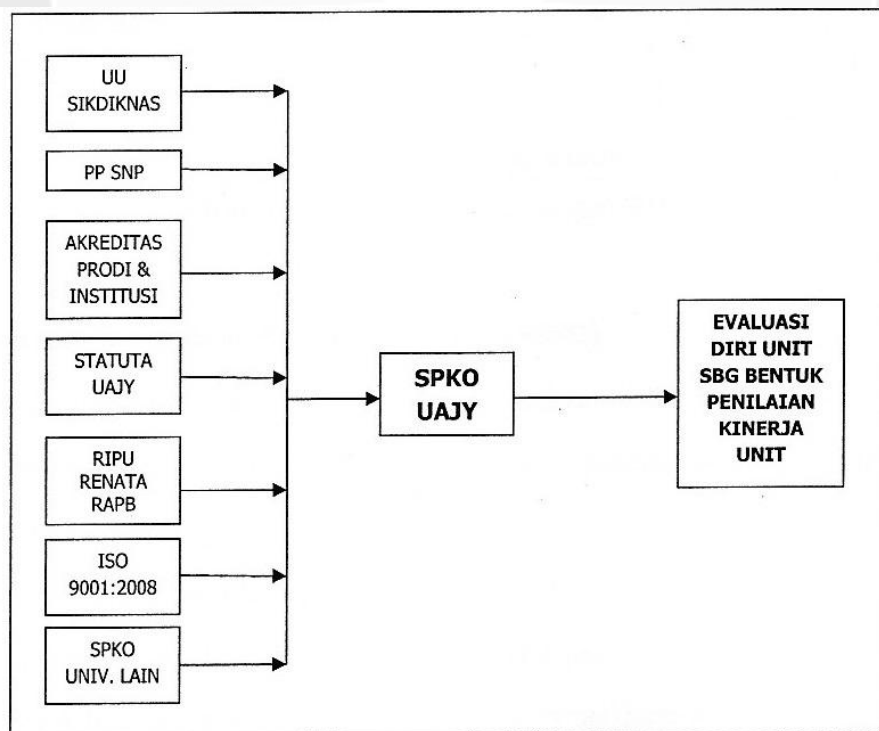 UU
SIKDIKNAS
PP SNP
AKREDITAS
PRODI &
INSTITUSI
STATUTA
UAJY
RIPU
RENATA
RAPB
ISO
9001:2008
SPKO
UNIV. LAIN
SPKO
UAJY
EVALUASI
DIRI UNIT
SBG BENTUK
PENILAIAN
KINERJA
UNIT